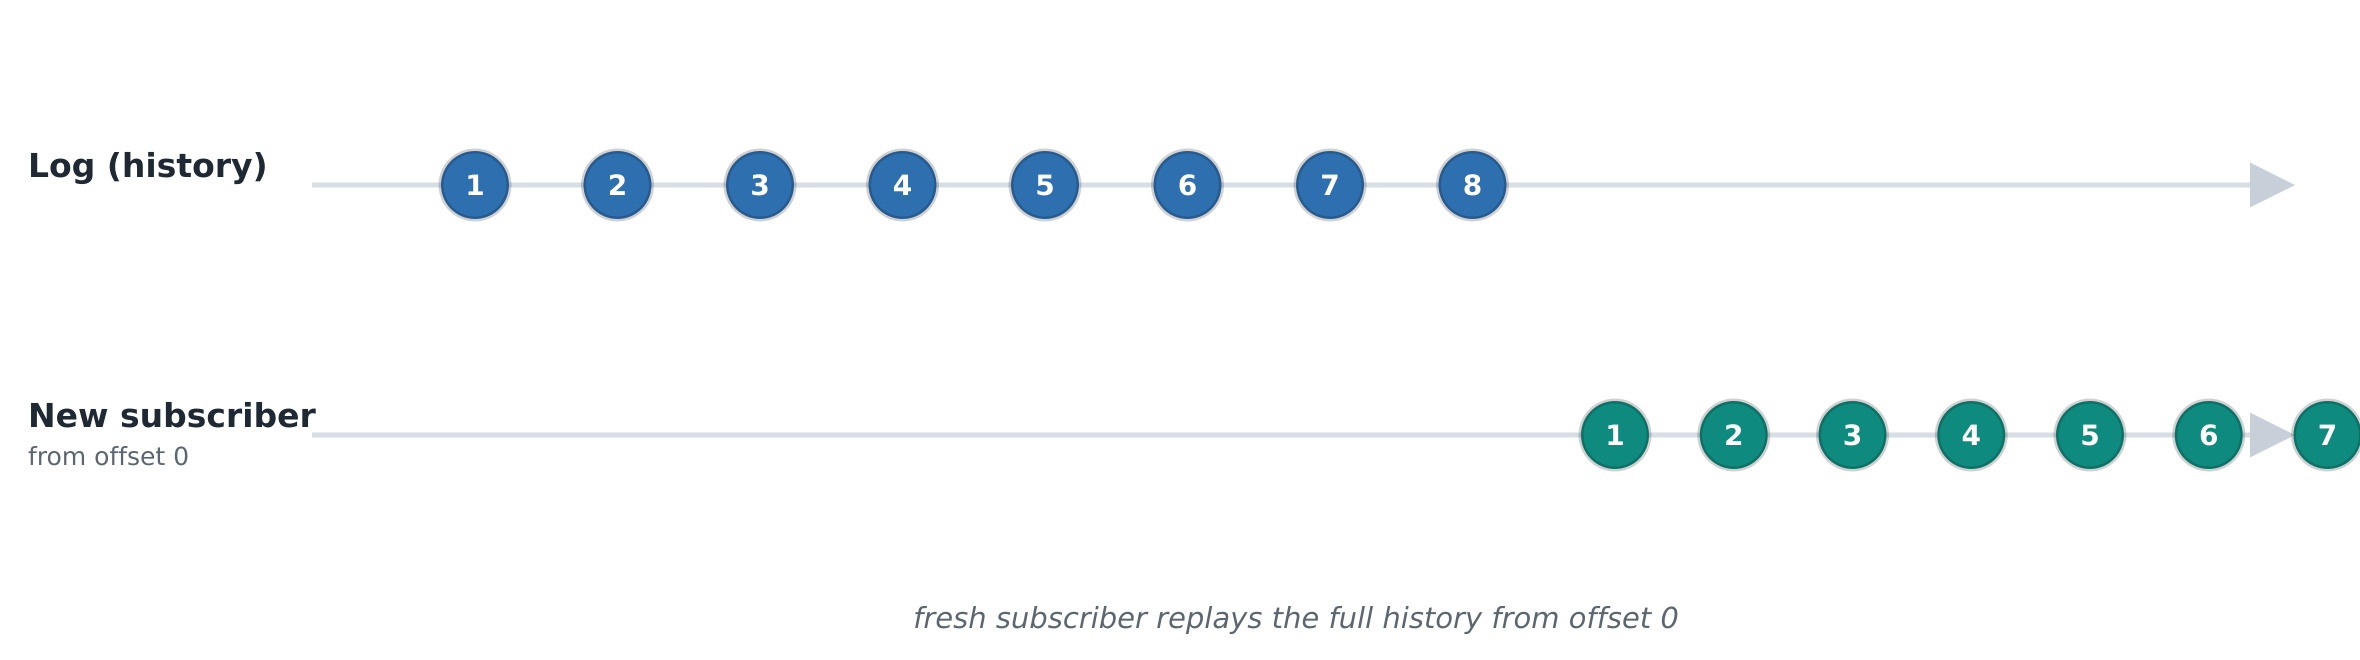 Log (history)
1 2 3 4 5 6 7 8
New subscriber
from offset 0
1 2 3 4 5 6 7
fresh subscriber replays the full history from offset 0